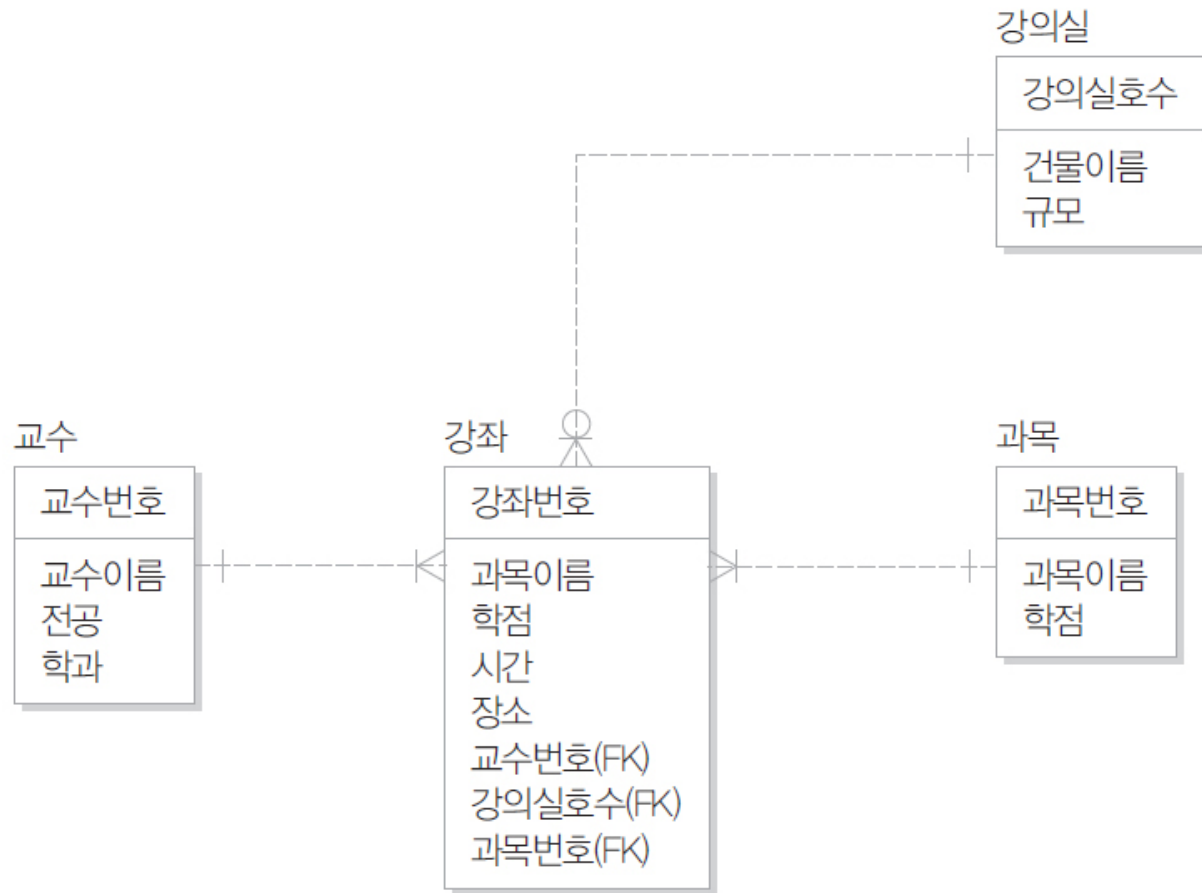 강의실
강의실호수
건물이름
규모
교수
교수번호
교수이름
전공
학과
강좌
강좌번호
과목이름
학점
시간
장소
교수번호(FK)
강의실호수(FK)
과목번호(FK)
과목
과목번호
과목이름
학점